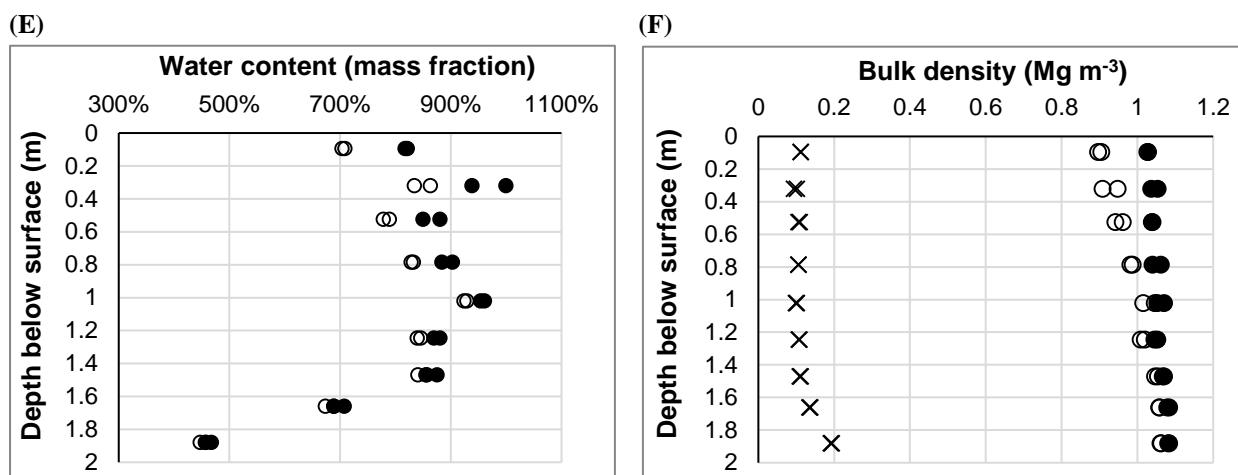 (E)
Water content (mass fraction)
300% 500% 700% 900% 1100%
Depth below surface (m)
0
0.2
0.4
0.6
0.8
1
1.2
1.4
1.6
1.8
2
(F)
Bulk density (Mg m⁻³)
0 0.2 0.4 0.6 0.8 1 1.2
Depth below surface (m)
0
0.2
0.4
0.6
0.8
1
1.2
1.4
1.6
1.8
2